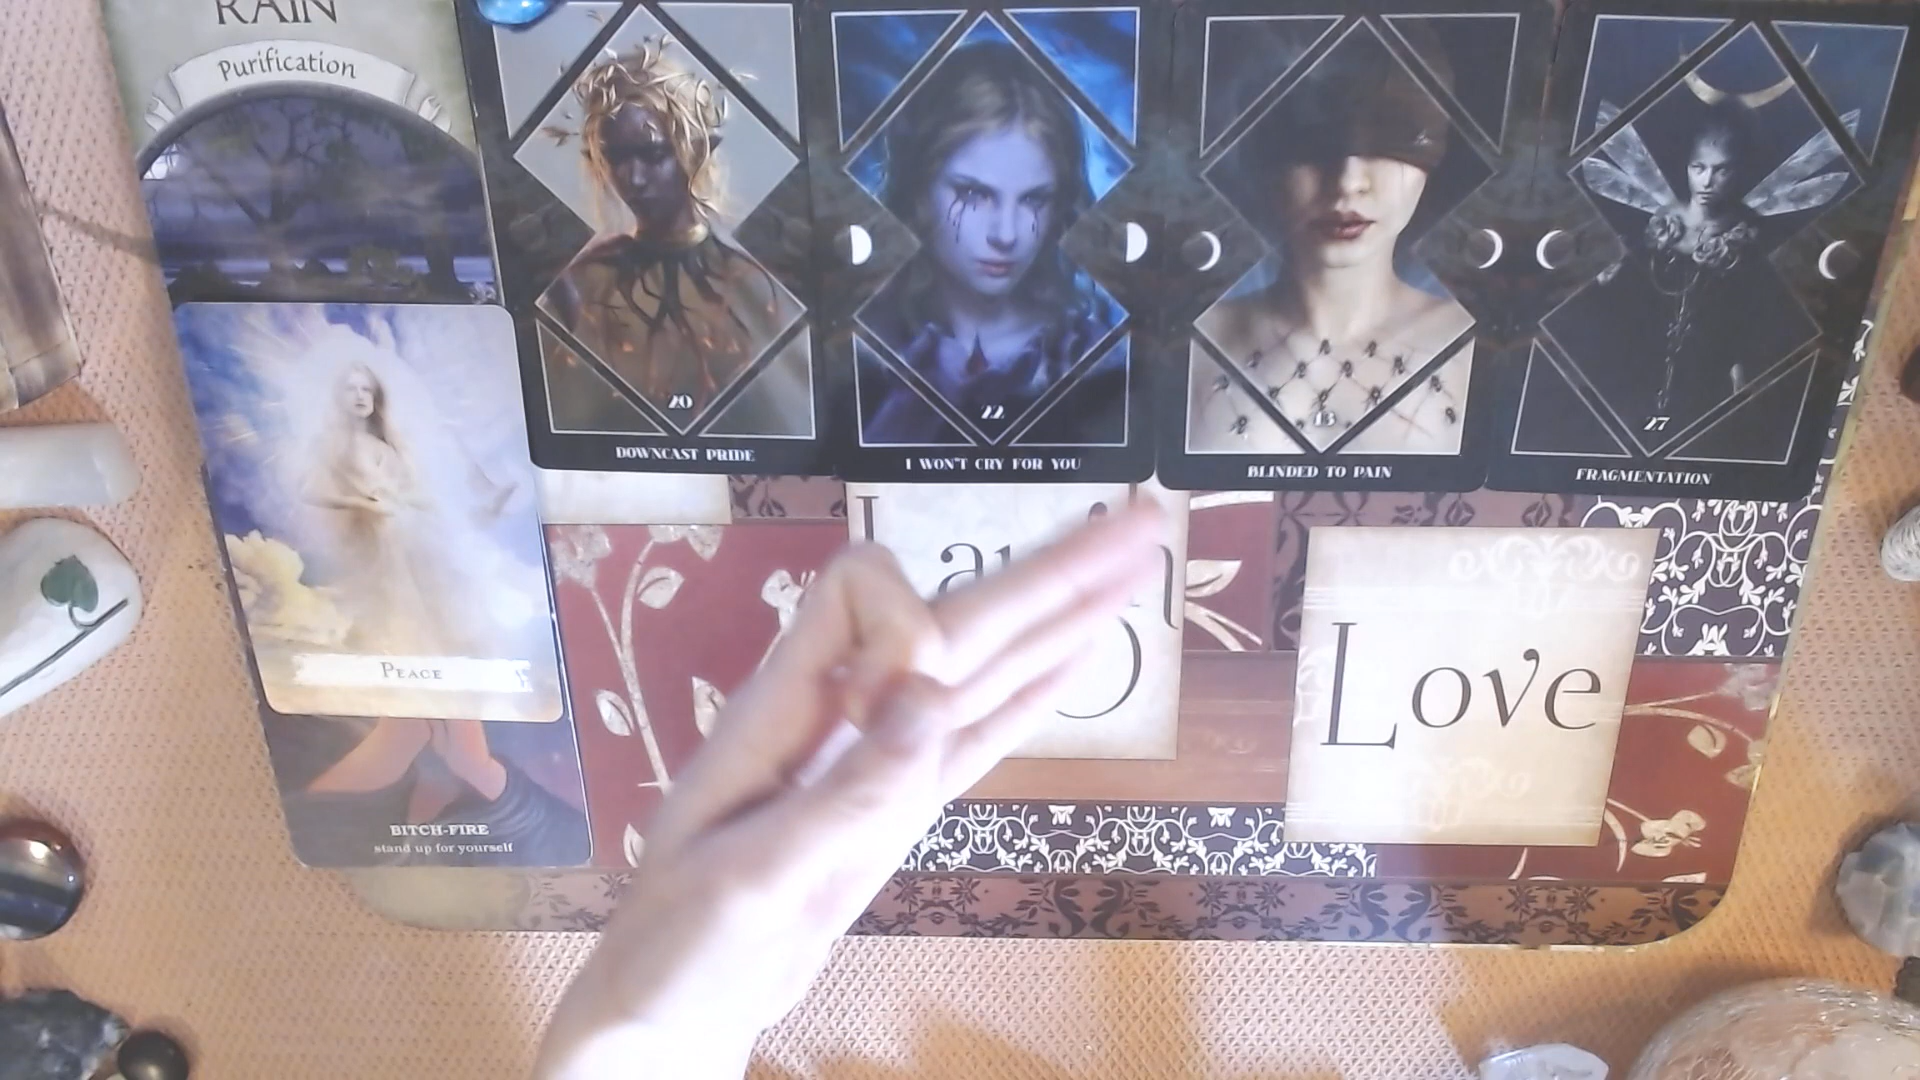 RAIN
Purification
20
DOWNCAST PRIDE
22
I WON'T CRY FOR YOU
13
BLINDED TO PAIN
27
FRAGMENTATION
PEACE
BITCH-FIRE
stand up for yourself
Love